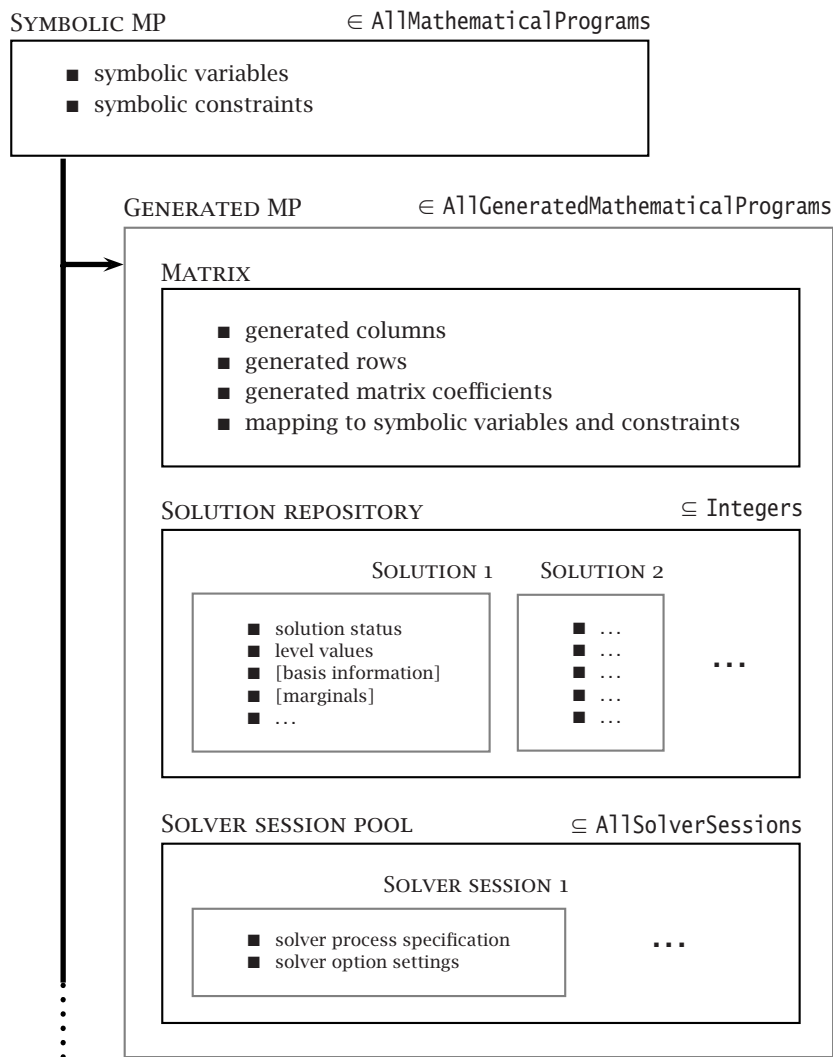 SYMBOLIC MP ∈ AllMathematicalPrograms
■ symbolic variables
■ symbolic constraints
GENERATED MP ∈ AllGeneratedMathematicalPrograms
MATRIX
■ generated columns
■ generated rows
■ generated matrix coefficients
■ mapping to symbolic variables and constraints
SOLUTION REPOSITORY ⊆ Integers
SOLUTION 1 SOLUTION 2
■ solution status ■ ...
■ level values ■ ...
■ [basis information] ■ ...
■ [marginals] ■ ...
■ ... ■ ...
...
SOLVER SESSION POOL ⊆ AllSolverSessions
SOLVER SESSION 1
■ solver process specification
■ solver option settings
...